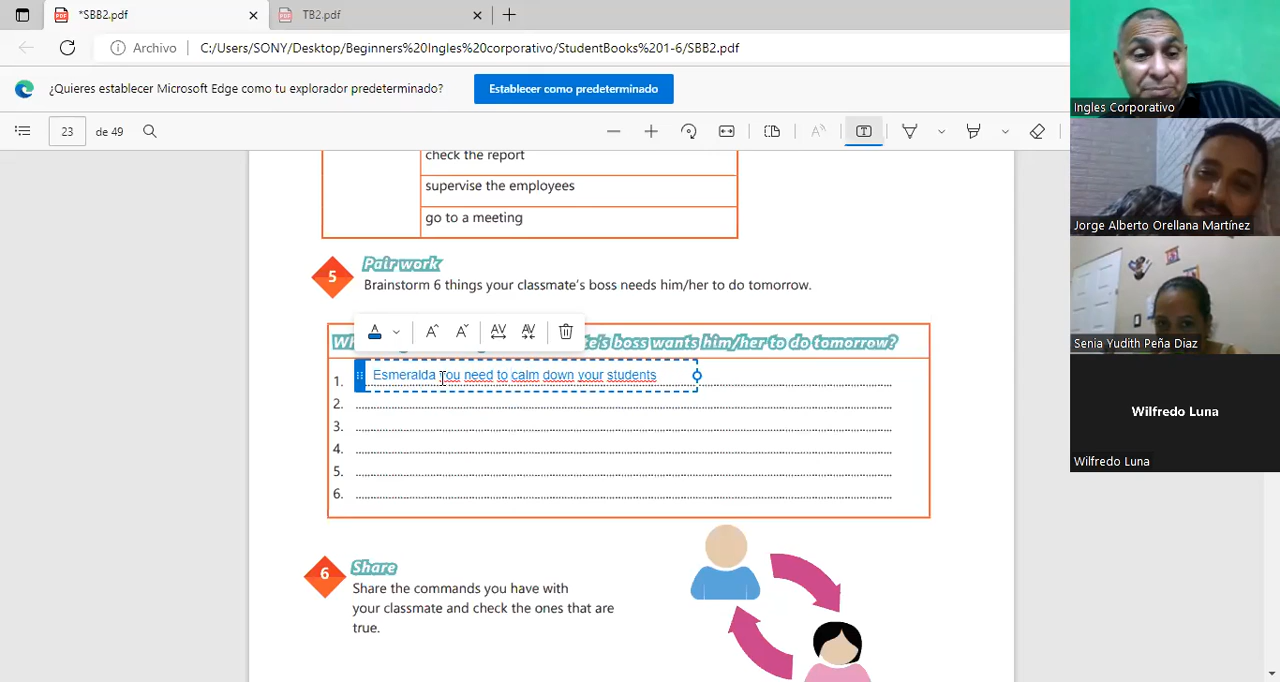 *SBB2.pdf
TB2.pdf
Archivo
C:/Users/SONY/Desktop/Beginners%20Ingles%20corporativo/StudentBooks%201-6/SBB2.pdf
¿Quieres establecer Microsoft Edge como tu explorador predeterminado?
Establecer como predeterminado
23
de 49
check the report
supervise the employees
go to a meeting
5
Pair work
Brainstorm 6 things your classmate's boss needs him/her to do tomorrow.
e's boss wants him/her to do tomorrow?
1.
Esmeralda You need to calm down your students
2.
3.
4.
5.
6.
6
Share
Share the commands you have with
your classmate and check the ones that are
true.
Ingles Corporativo
Jorge Alberto Orellana Martínez
Senia Yudith Peña Diaz
Wilfredo Luna
Wilfredo Luna